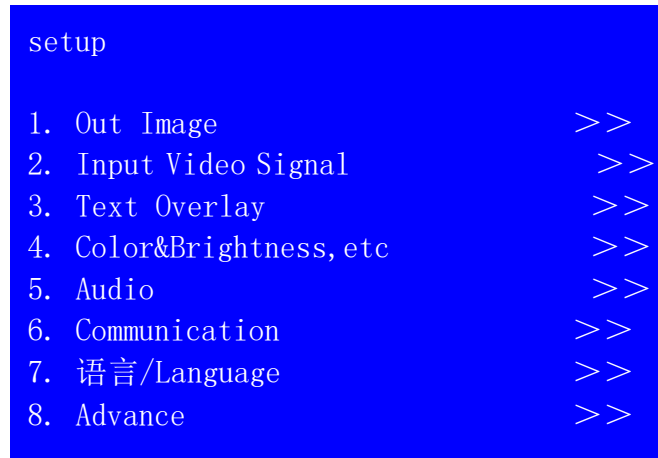 setup
1. Out Image >>
2. Input Video Signal >>
3. Text Overlay >>
4. Color&Brightness,etc >>
5. Audio >>
6. Communication >>
7. 语言/Language >>
8. Advance >>